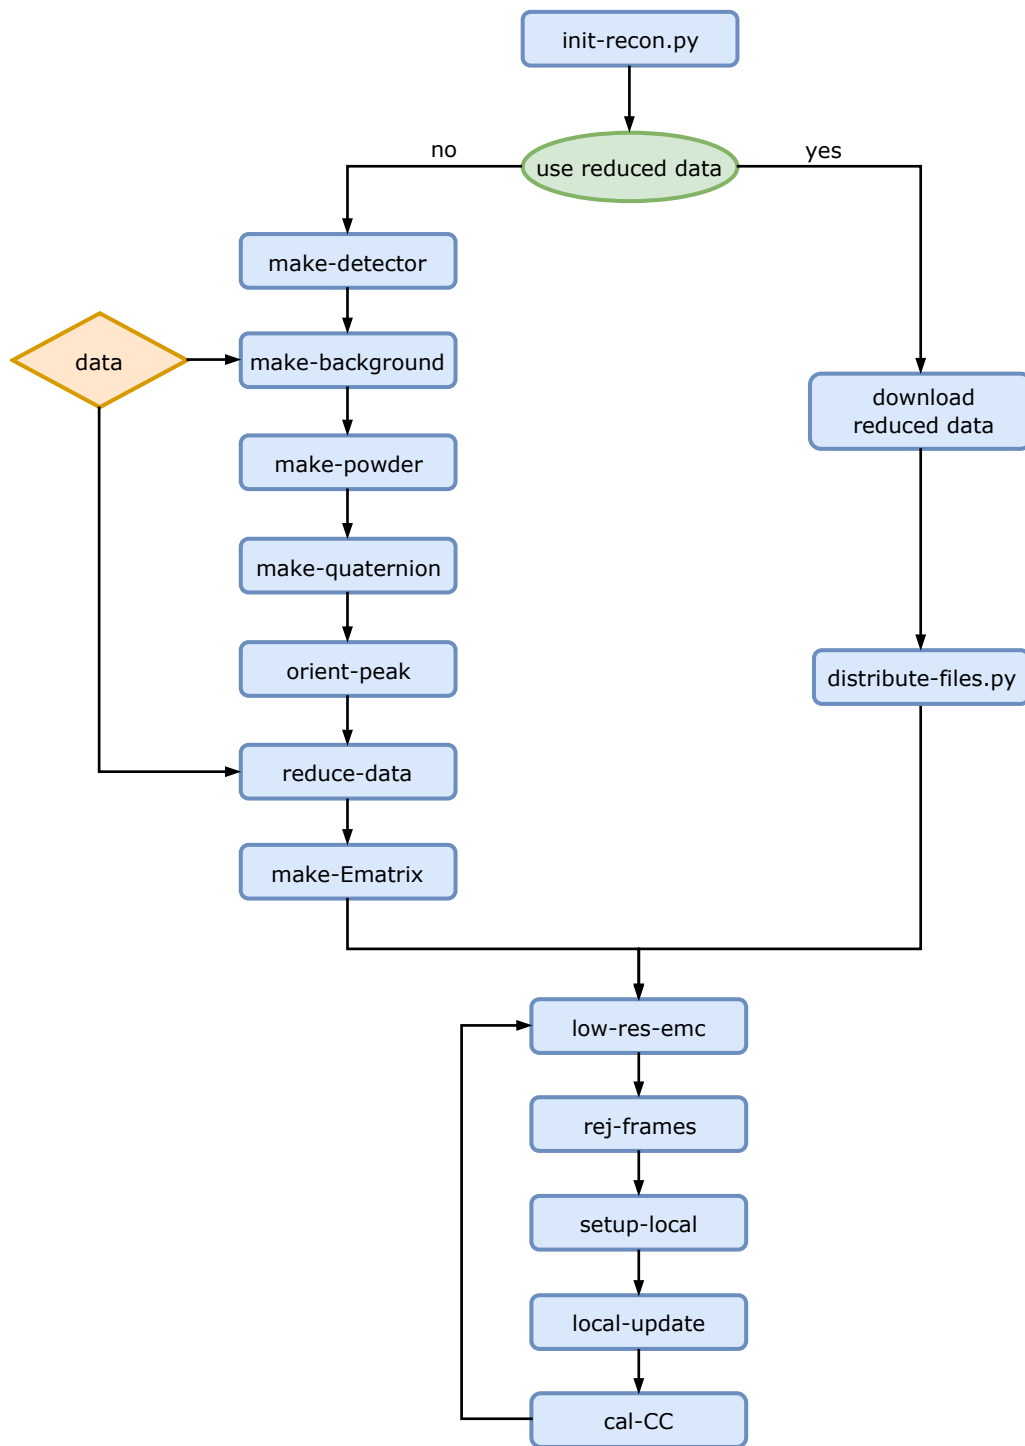 init-recon.py
use reduced data
no
yes
make-detector
data
make-background
make-powder
make-quaternion
orient-peak
reduce-data
make-Ematrix
download
reduced data
distribute-files.py
low-res-emc
rej-frames
setup-local
local-update
cal-CC